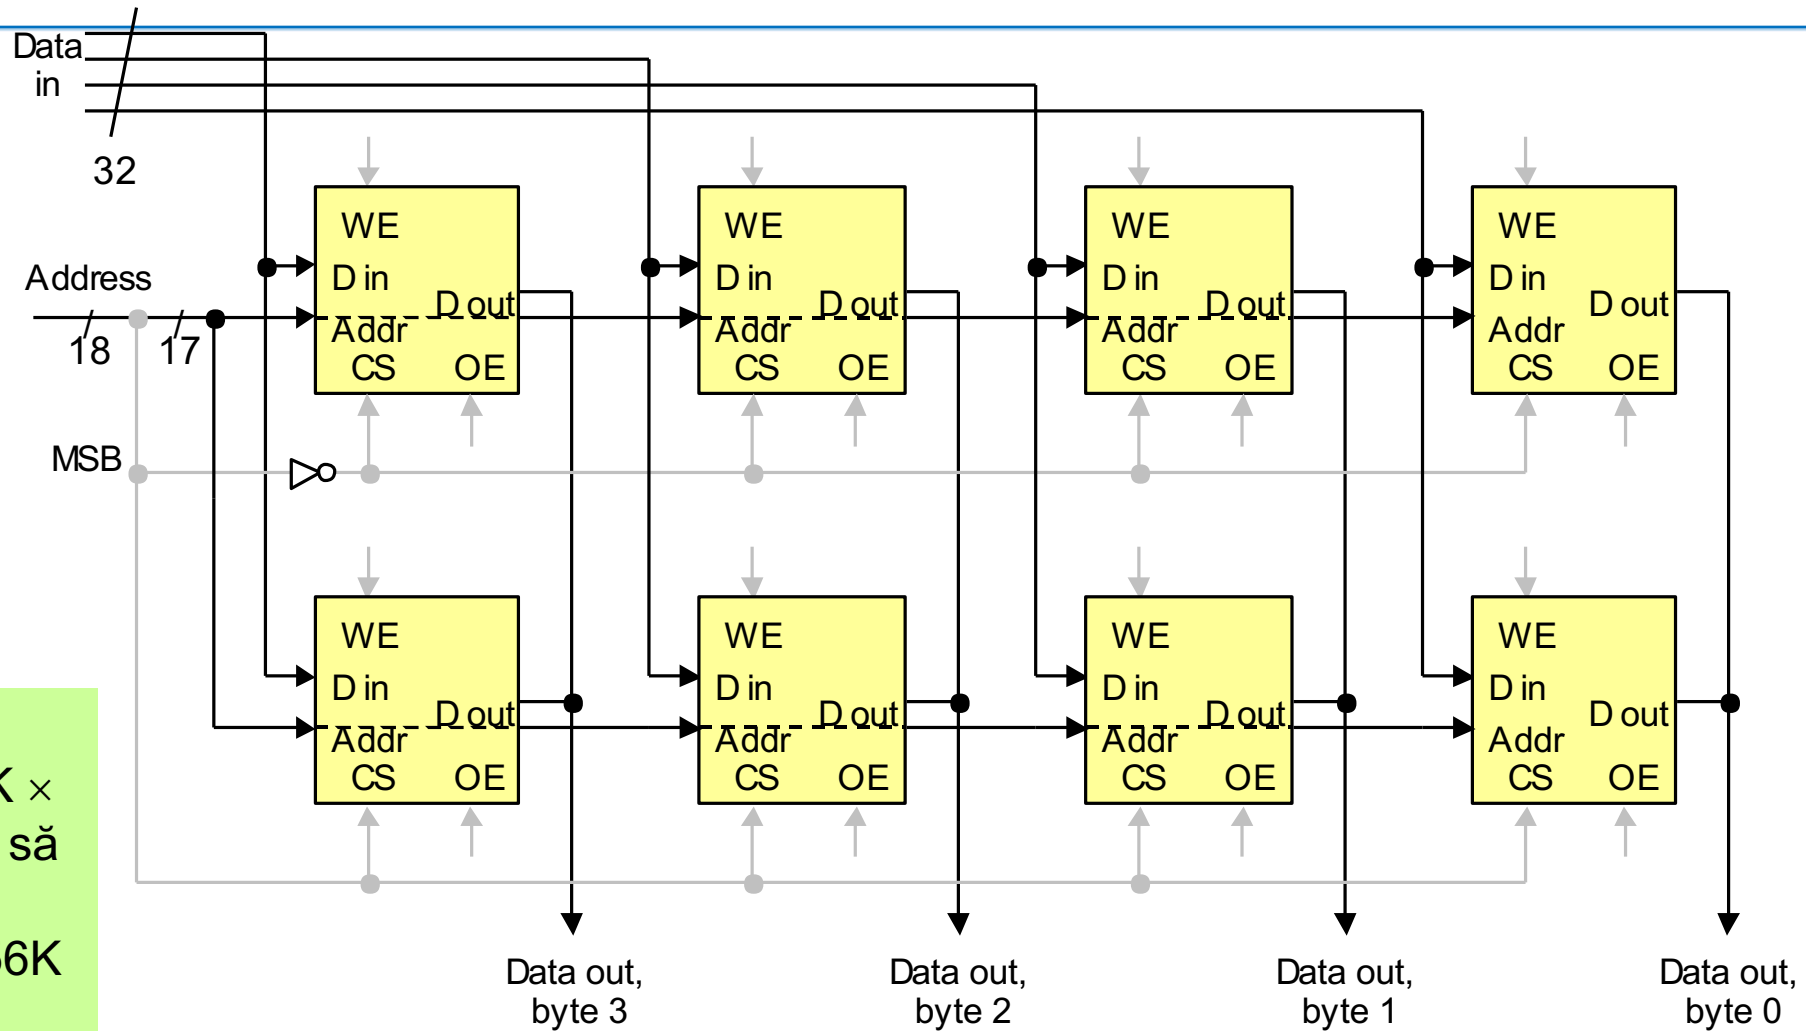 Data
in
32
Address
18
17
MSB
WE
D in
D out
Addr
CS OE
WE
D in
D out
Addr
CS OE
WE
D in
D out
Addr
CS OE
WE
D in
D out
Addr
CS OE
WE
D in
D out
Addr
CS OE
WE
D in
D out
Addr
CS OE
WE
D in
D out
Addr
CS OE
WE
D in
D out
Addr
CS OE
K ×
să
6K
Data out,
byte 3
Data out,
byte 2
Data out,
byte 1
Data out,
byte 0